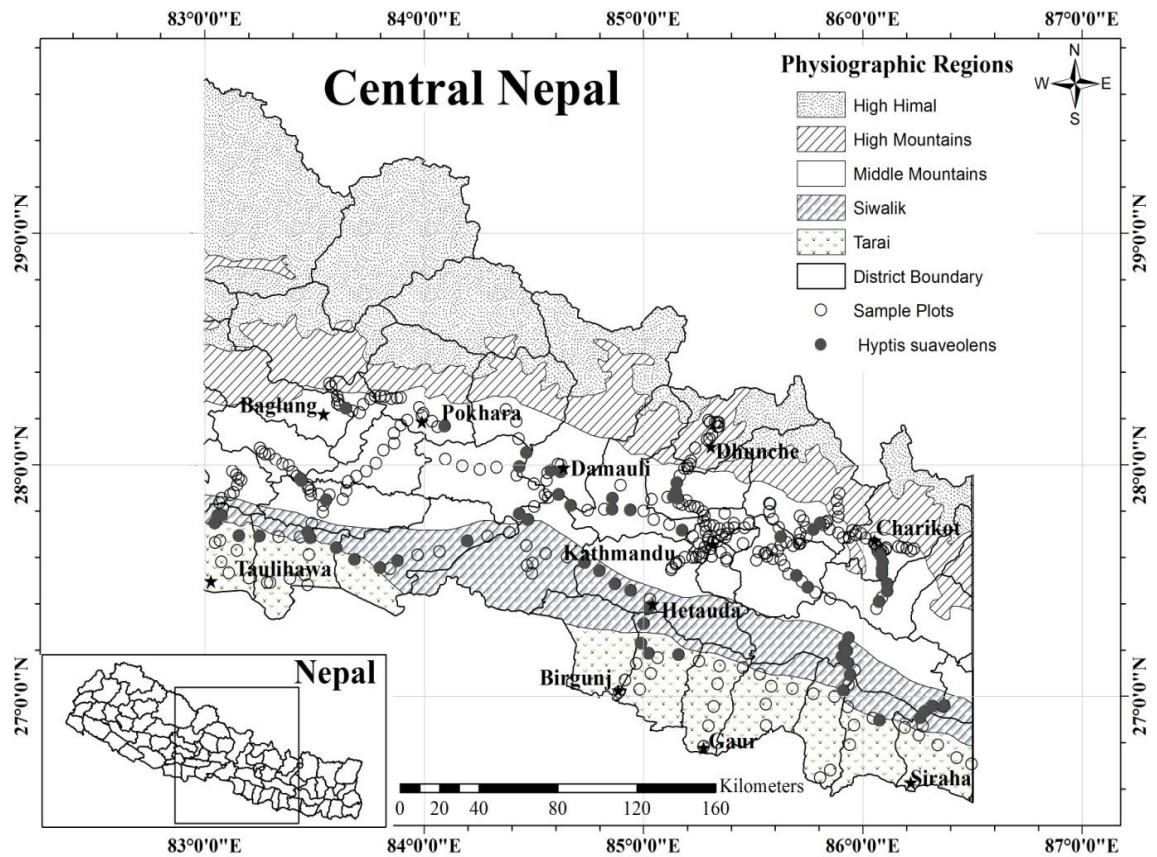 83°0'0"E 84°0'0"E 85°0'0"E 86°0'0"E 87°0'0"E
N
W E
S
Central Nepal
Physiographic Regions
High Himal
High Mountains
Middle Mountains
Siwalik
Tarai
District Boundary
Sample Plots
Hyptis suaveolens
29°0'0"N 29°0'0"N
Baglung
Pokhara
Dhunche
28°0'0"N 28°0'0"N
Damauli
Charikot
Kathmandu
Taulihawa
Hetauda
Birgunj
27°0'0"N 27°0'0"N
Gaur
Siraha
Nepal
Kilometers
0 20 40 80 120 160
83°0'0"E 84°0'0"E 85°0'0"E 86°0'0"E 87°0'0"E